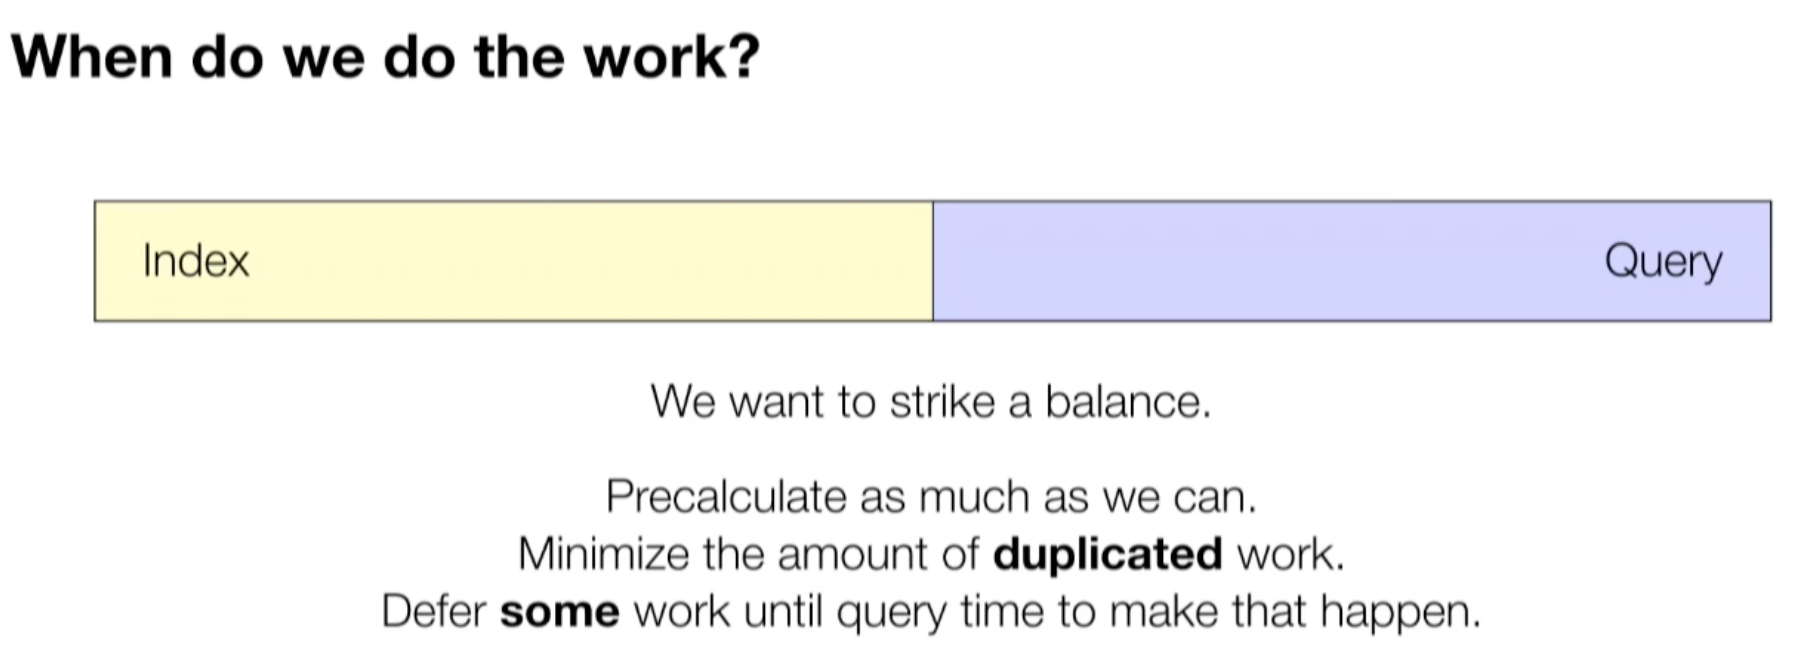 When do we do the work?
Index
Query
We want to strike a balance.
Precalculate as much as we can.
Minimize the amount of duplicated work.
Defer some work until query time to make that happen.